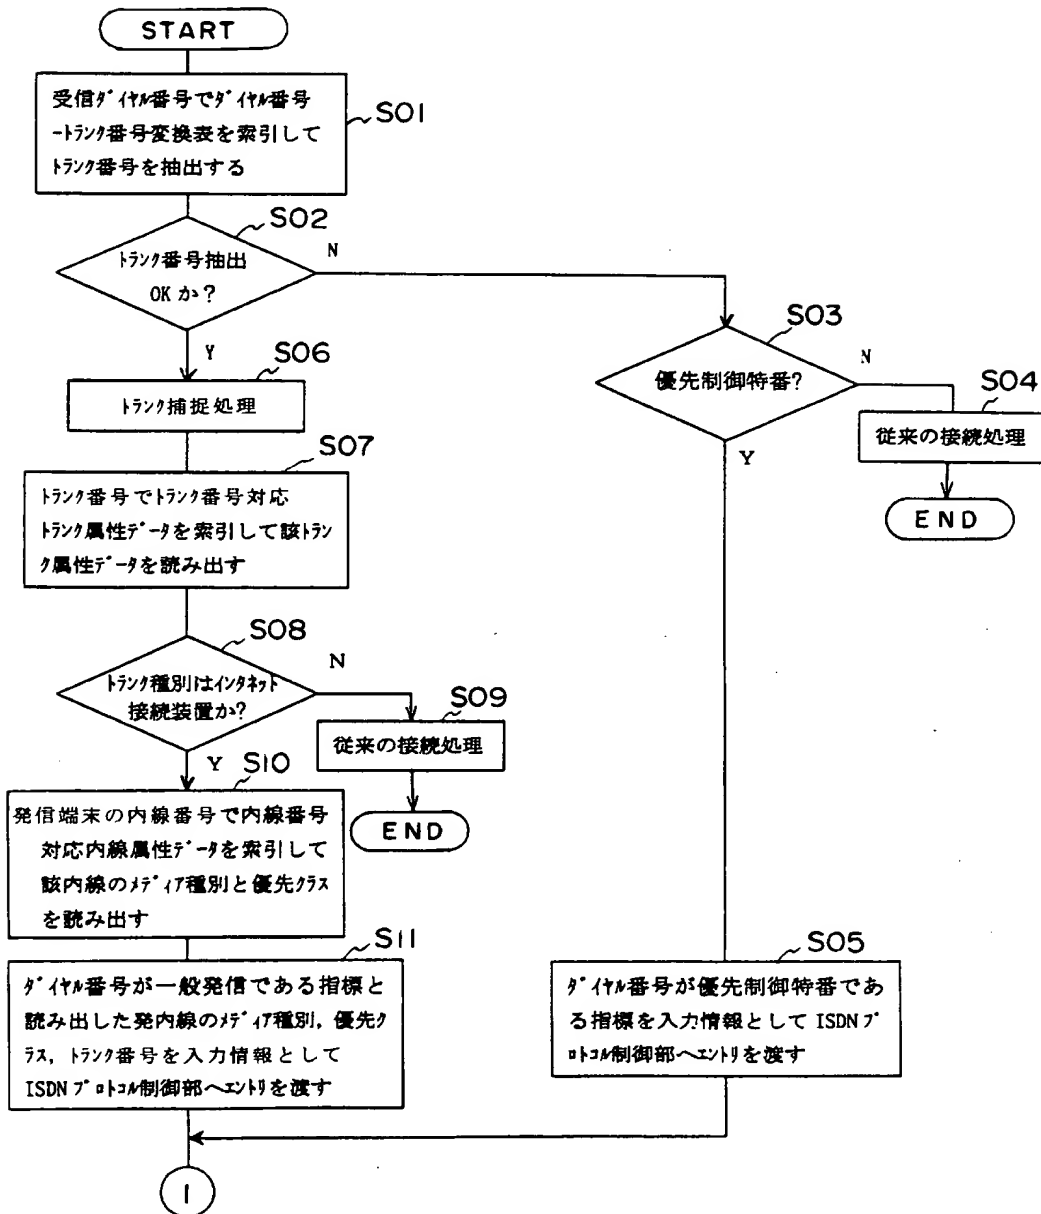 START
受信ﾀﾞｲﾔﾙ番号でﾀﾞｲﾔﾙ番号
-ﾄﾗﾝｸ番号変換表を索引して
ﾄﾗﾝｸ番号を抽出する
S01
S02
ﾄﾗﾝｸ番号抽出
OKか?
N
Y
S03
優先制御特番?
N
Y
S04
従来の接続処理
END
S06
ﾄﾗﾝｸ捕捉処理
S07
ﾄﾗﾝｸ番号でﾄﾗﾝｸ番号対応
ﾄﾗﾝｸ属性ﾃﾞｰﾀを索引して該ﾄﾗﾝ
ｸ属性ﾃﾞｰﾀを読み出す
S08
ﾄﾗﾝｸ種別はｲﾝﾀﾈｯﾄ
接続装置か?
N
Y
S09
従来の接続処理
END
S10
発信端末の内線番号で内線番号
対応内線属性ﾃﾞｰﾀを索引して
該内線のﾒﾃﾞｨｱ種別と優先ｸﾗｽ
を読み出す
S11
ﾀﾞｲﾔﾙ番号が一般発信である指標と
読み出した発内線のﾒﾃﾞｨｱ種別,優先ｸ
ﾗｽ,ﾄﾗﾝｸ番号を入力情報として
ISDNﾌﾟﾛﾄｺﾙ制御部へｴﾝﾄﾘを渡す
S05
ﾀﾞｲﾔﾙ番号が優先制御特番であ
る指標を入力情報としてISDNﾌﾟ
ﾛﾄｺﾙ制御部へｴﾝﾄﾘを渡す
1